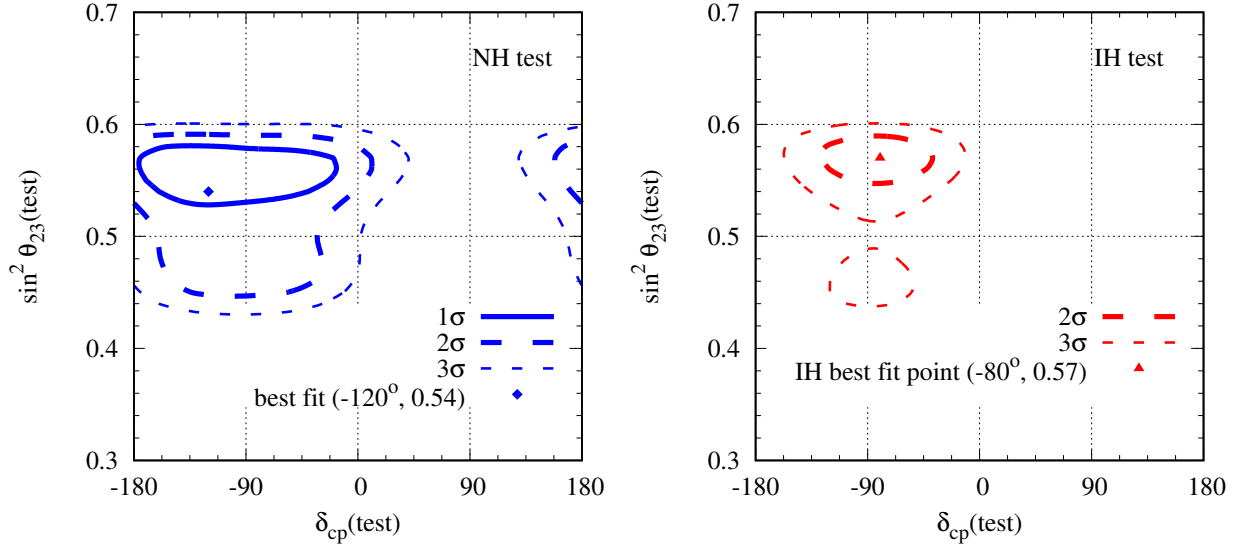 0.7
0.6
0.5
0.4
0.3
-180
-90
0
90
180
sin² θ₂₃(test)
δcp(test)
NH test
1σ
2σ
3σ
best fit (-120°, 0.54)
0.7
0.6
0.5
0.4
0.3
-180
-90
0
90
180
sin² θ₂₃(test)
δcp(test)
IH test
2σ
3σ
IH best fit point (-80°, 0.57)